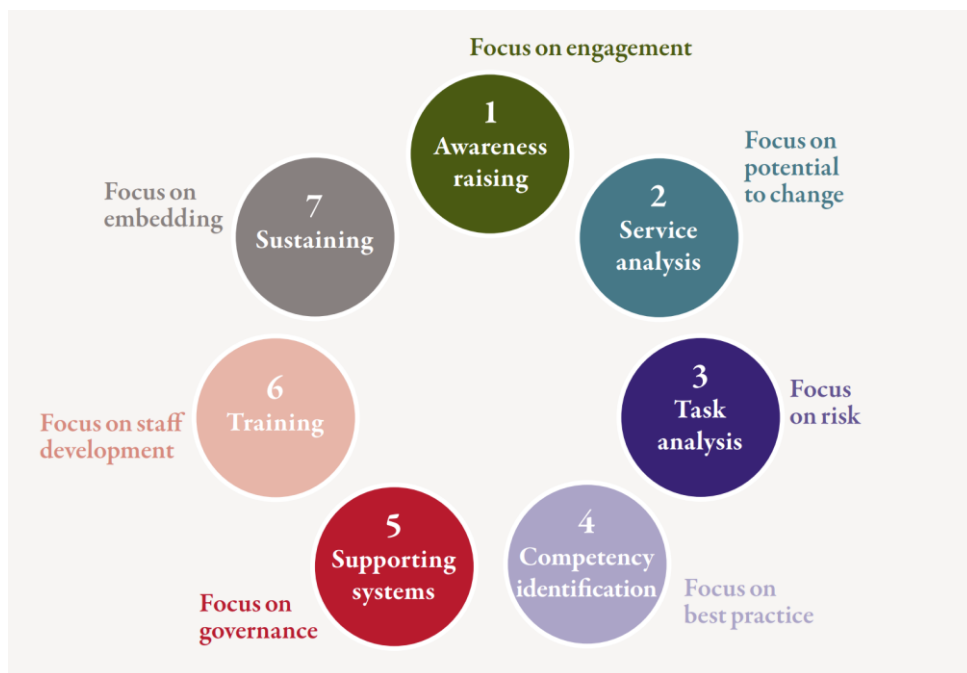 Focus on engagement
1
Awareness
raising
Focus on
potential
to change
2
Service
analysis
Focus
on risk
3
Task
analysis
4
Competency
identification
Focus on
best practice
5
Supporting
systems
Focus on
governance
6
Training
Focus on staff
development
7
Sustaining
Focus on
embedding